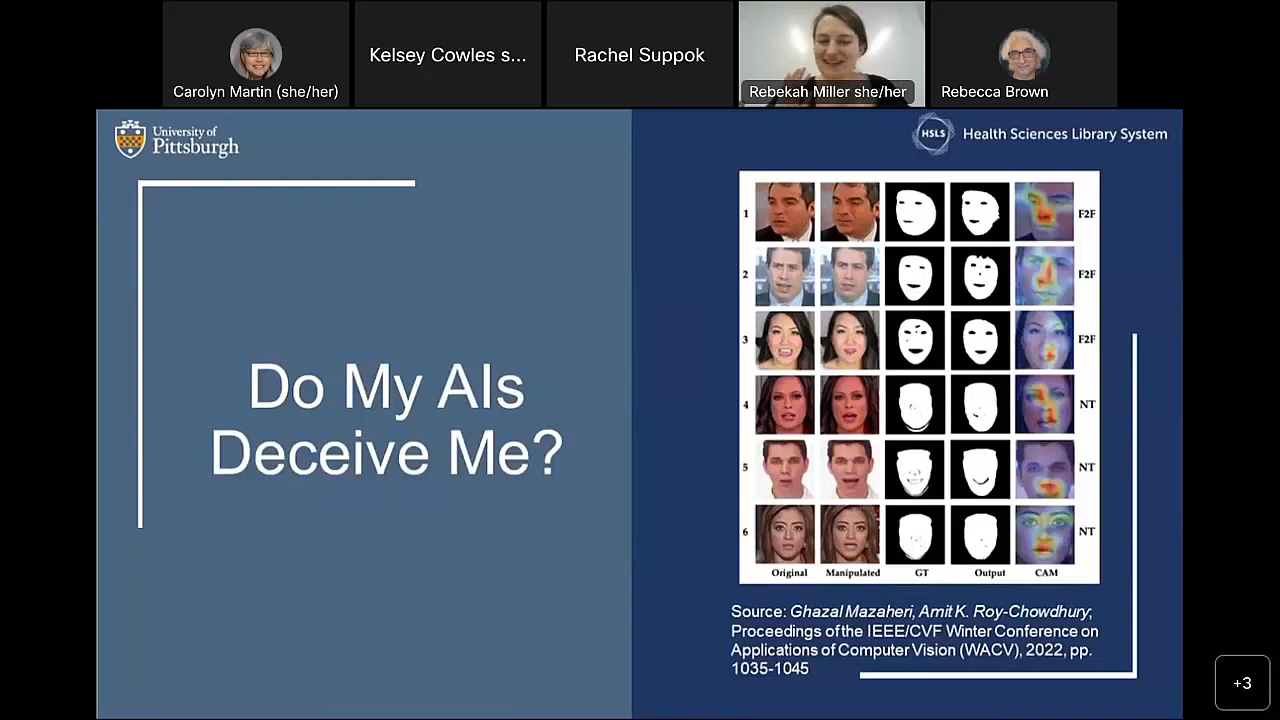 Carolyn Martin (she/her)
Kelsey Cowles s...
Rachel Suppok
Rebekah Miller she/her
Rebecca Brown
University of
Pittsburgh
HSLS
Health Sciences Library System
Do My AIs
Deceive Me?
1
F2F
2
F2F
3
F2F
4
NT
5
NT
6
NT
Original Manipulated GT Output CAM
Source: Ghazal Mazaheri, Amit K. Roy-Chowdhury;
Proceedings of the IEEE/CVF Winter Conference on
Applications of Computer Vision (WACV), 2022, pp.
1035-1045
+3